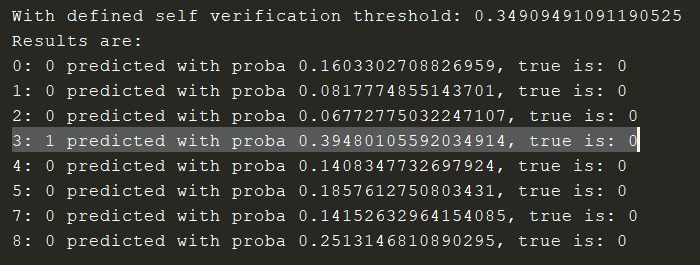 With defined self verification threshold: 0.34909491091190525
Results are:
0: 0 predicted with proba 0.1603302708826959, true is: 0
1: 0 predicted with proba 0.0817774855143701, true is: 0
2: 0 predicted with proba 0.06772775032247107, true is: 0
3: 1 predicted with proba 0.39480105592034914, true is: 0
4: 0 predicted with proba 0.1408347732697924, true is: 0
5: 0 predicted with proba 0.1857612750803431, true is: 0
7: 0 predicted with proba 0.14152632964154085, true is: 0
8: 0 predicted with proba 0.2513146810890295, true is: 0